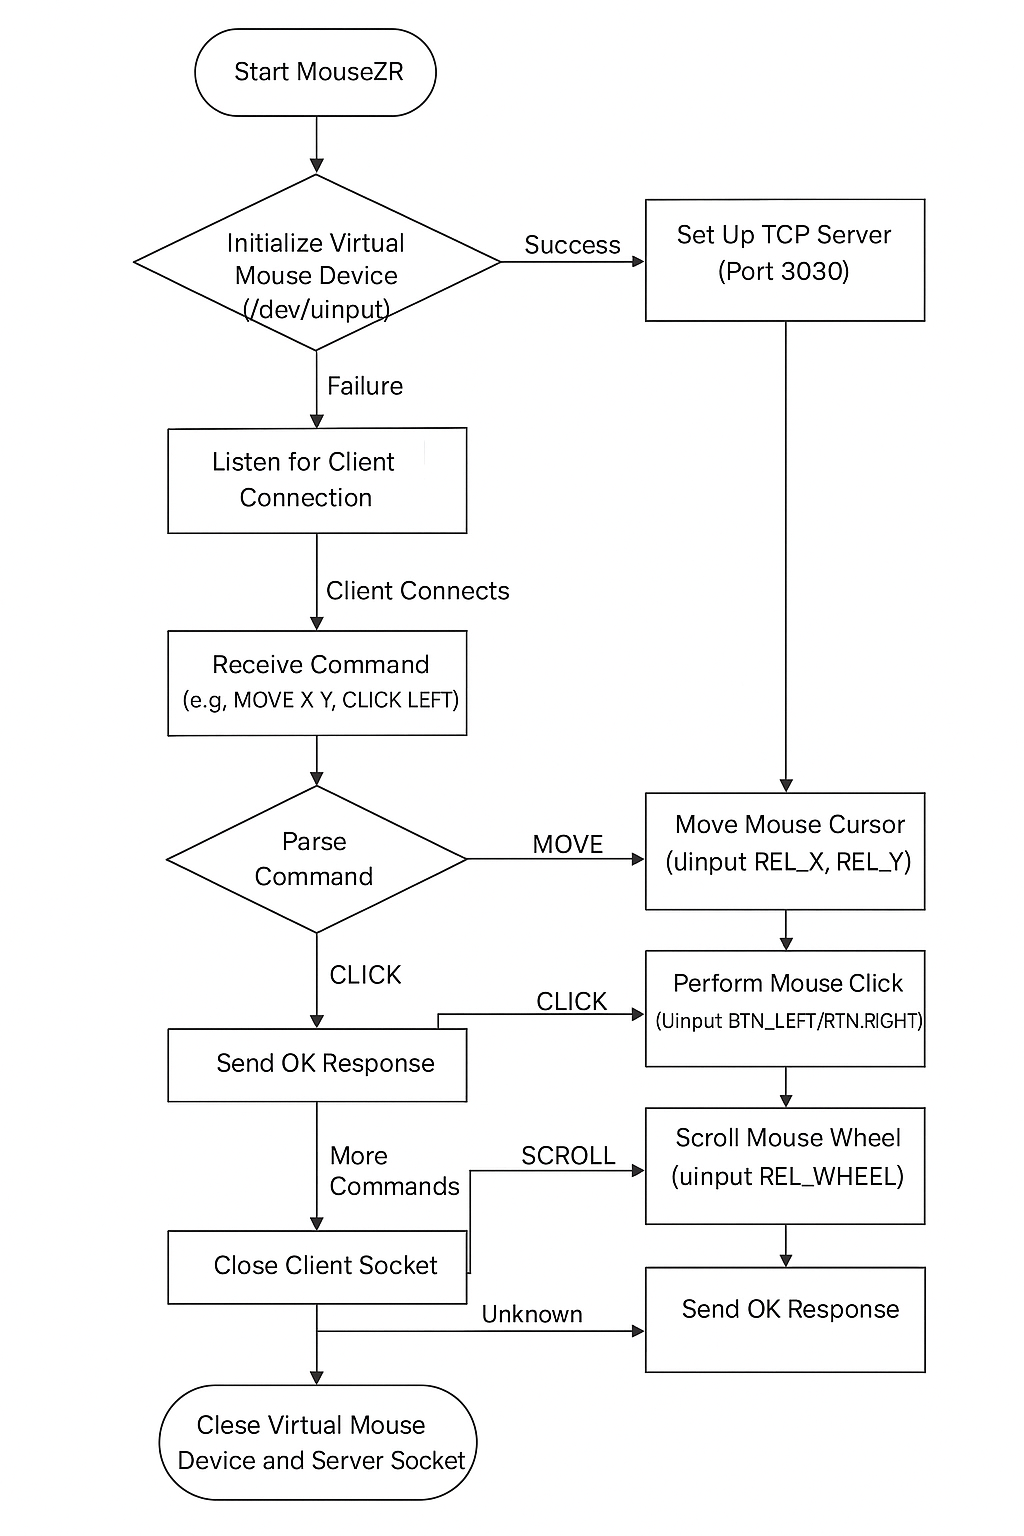 Start MouseZR
Initialize Virtual
Mouse Device
(/dev/uinput)
Success
Set Up TCP Server
(Port 3030)
Failure
Listen for Client
Connection
Client Connects
Receive Command
(e.g, MOVE X Y, CLICK LEFT)
Parse
Command
MOVE
Move Mouse Cursor
(uinput REL_X, REL_Y)
CLICK
CLICK
Perform Mouse Click
(Uinput BTN_LEFT/RTN.RIGHT)
Send OK Response
More
Commands
SCROLL
Scroll Mouse Wheel
(uinput REL_WHEEL)
Close Client Socket
Unknown
Send OK Response
Clese Virtual Mouse
Device and Server Socket